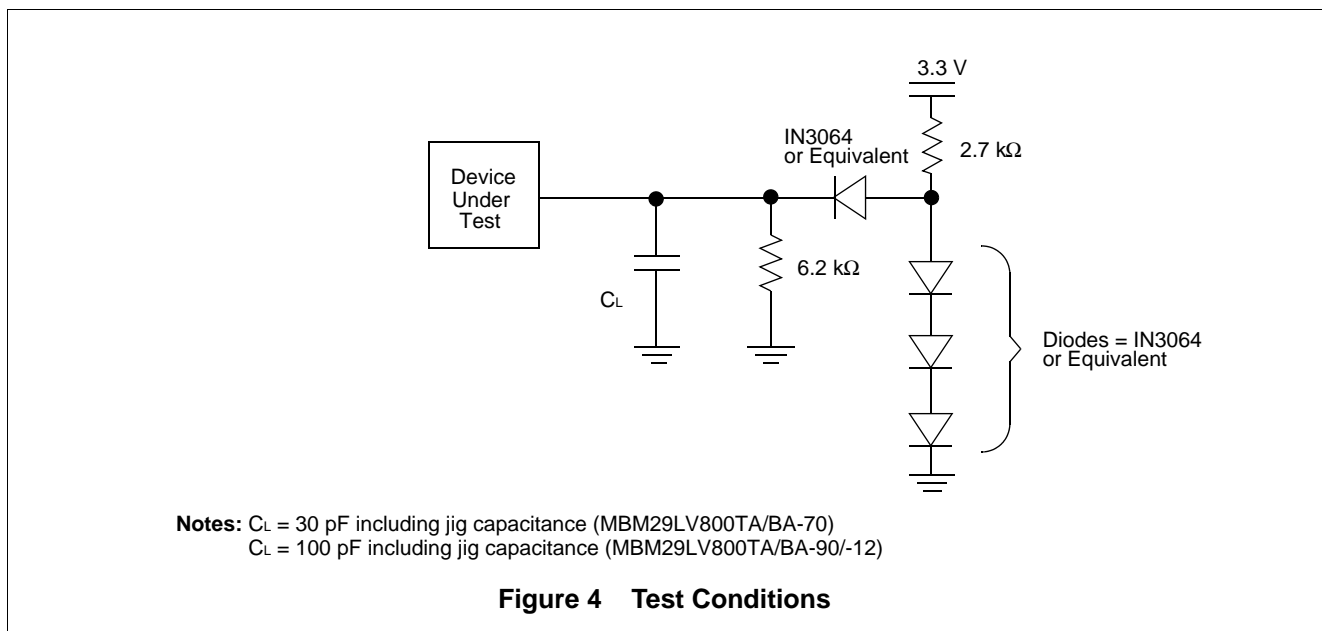 3.3 V
IN3064
or Equivalent
2.7 kΩ
Device
Under
Test
6.2 kΩ
CL
Diodes = IN3064
or Equivalent
Notes: CL = 30 pF including jig capacitance (MBM29LV800TA/BA-70)
CL = 100 pF including jig capacitance (MBM29LV800TA/BA-90/-12)
Figure 4 Test Conditions